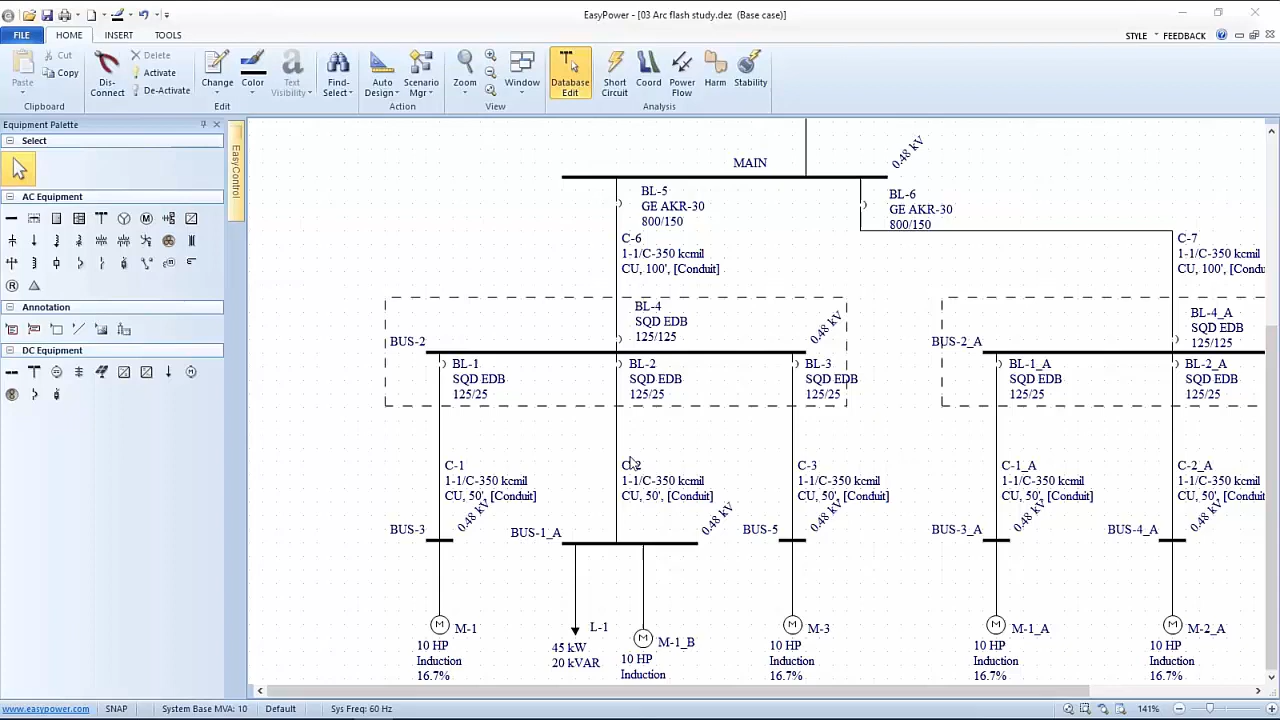 EasyPower - [03 Arc flash study.dez (Base case)]
FILE
HOME
INSERT
TOOLS
STYLE
FEEDBACK
Paste
Cut
Copy
Clipboard
Dis-
Connect
Delete
Activate
De-Activate
Change
Color
Text
Visibility
Edit
Find-
Select
Auto
Design
Scenario
Mgr
Action
Zoom
Window
View
Database
Edit
Short
Circuit
Coord
Power
Flow
Harm
Stability
Analysis
Equipment Palette
Select
AC Equipment
Annotation
DC Equipment
EasyControl
MAIN
0.48 kV
BL-5
GE AKR-30
800/150
BL-6
GE AKR-30
800/150
C-6
1-1/C-350 kcmil
CU, 100', [Conduit]
C-7
1-1/C-350 kcmil
CU, 100',
BL-4
SQD EDB
125/125
0.48 kV
BL-4_A
SQD EDB
125/125
BUS-2
BUS-2_A
BL-1
SQD EDB
125/25
BL-2
SQD EDB
125/25
BL-3
SQD EDB
125/25
BL-1_A
SQD EDB
125/25
BL-2_A
SQD EDB
125/25
C-1
1-1/C-350 kcmil
CU, 50', [Conduit]
C-2
1-1/C-350 kcmil
CU, 50', [Conduit]
C-3
1-1/C-350 kcmil
CU, 50', [Conduit]
C-1_A
1-1/C-350 kcmil
CU, 50', [Conduit]
C-2_A
1-1/C-350 kcmil
CU, 50', [Conduit]
BUS-3
0.48 kV
BUS-1_A
0.48 kV
BUS-5
0.48 kV
BUS-3_A
0.48 kV
BUS-4_A
0.48 kV
M
M-1
10 HP
Induction
16.7%
L-1
45 kW
20 kVAR
M
M-1_B
10 HP
Induction
M
M-3
10 HP
Induction
16.7%
M
M-1_A
10 HP
Induction
16.7%
M
M-2_A
10 HP
Induction
16.7%
www.easypower.com
SNAP
System Base MVA: 10
Default
Sys Freq: 60 Hz
141%